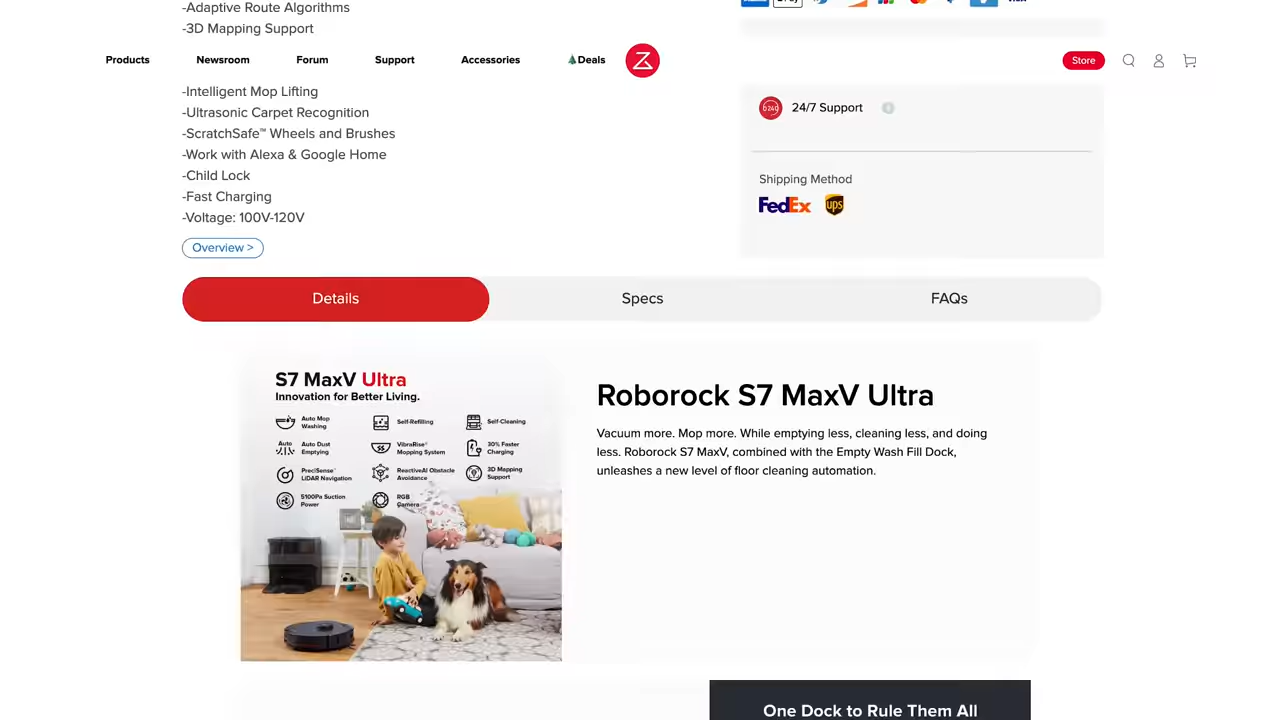 -Adaptive Route Algorithms
-3D Mapping Support
Products
Newsroom
Forum
Support
Accessories
Deals
Store
-Intelligent Mop Lifting
-Ultrasonic Carpet Recognition
-ScratchSafe™ Wheels and Brushes
-Work with Alexa & Google Home
-Child Lock
-Fast Charging
-Voltage: 100V-120V
Overview >
24/7 Support
Shipping Method
FedEx
ups
Details
Specs
FAQs
S7 MaxV Ultra
Innovation for Better Living.
Auto Mop
Washing
Self-Refilling
Self-Cleaning
Auto
Auto Dust
Emptying
VibraRise®
Mopping System
30% Faster
Charging
PreciSense™
LiDAR Navigation
ReactiveAI Obstacle
Avoidance
3D Mapping
Support
5100Pa Suction
Power
RGB
Camera
Roborock S7 MaxV Ultra
Vacuum more. Mop more. While emptying less, cleaning less, and doing
less. Roborock S7 MaxV, combined with the Empty Wash Fill Dock,
unleashes a new level of floor cleaning automation.
One Dock to Rule Them All